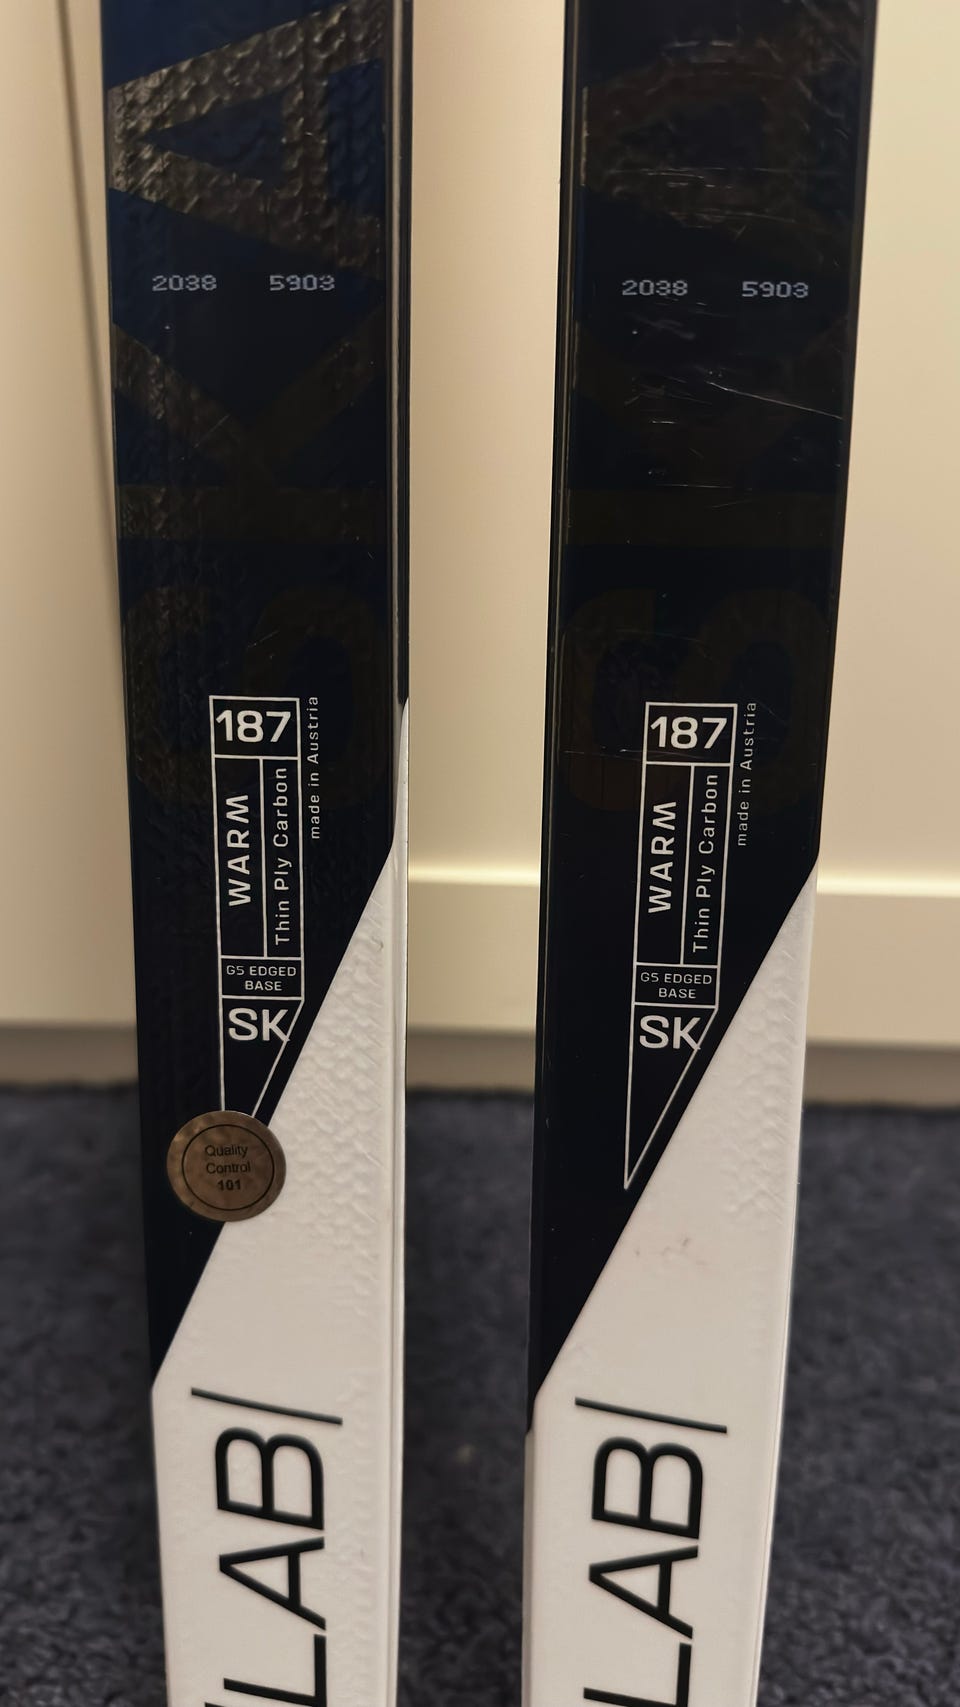 SKA
2038 5903
187
WARM
Thin Ply Carbon
made in Austria
G5 EDGED
BASE
SK
Quality
Control
101
LAB|
2038 5903
187
WARM
Thin Ply Carbon
made in Austria
G5 EDGED
BASE
SK
LAB|